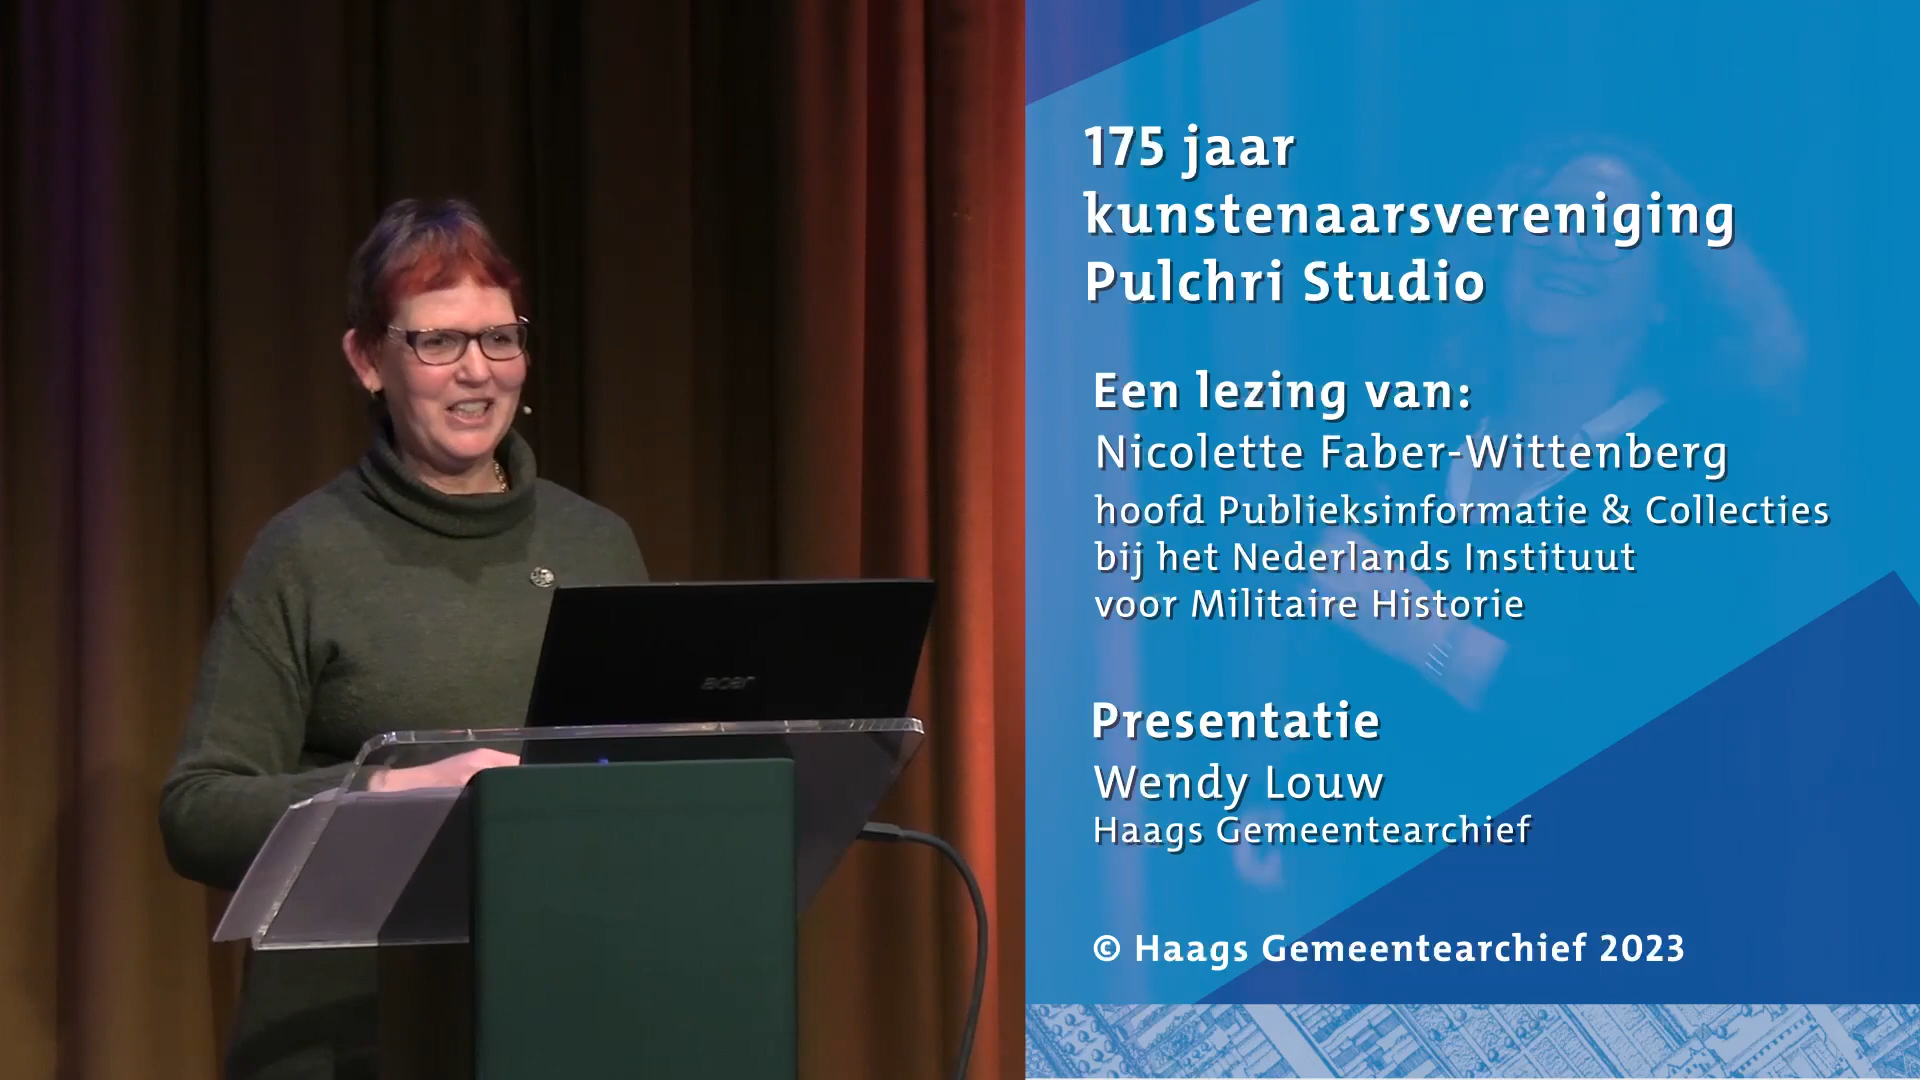 175 jaar
kunstenaarsvereniging
Pulchri Studio
Een lezing van:
Nicolette Faber-Wittenberg
hoofd Publieksinformatie & Collecties
bij het Nederlands Instituut
voor Militaire Historie
Presentatie
Wendy Louw
Haags Gemeentearchief
© Haags Gemeentearchief 2023
acer